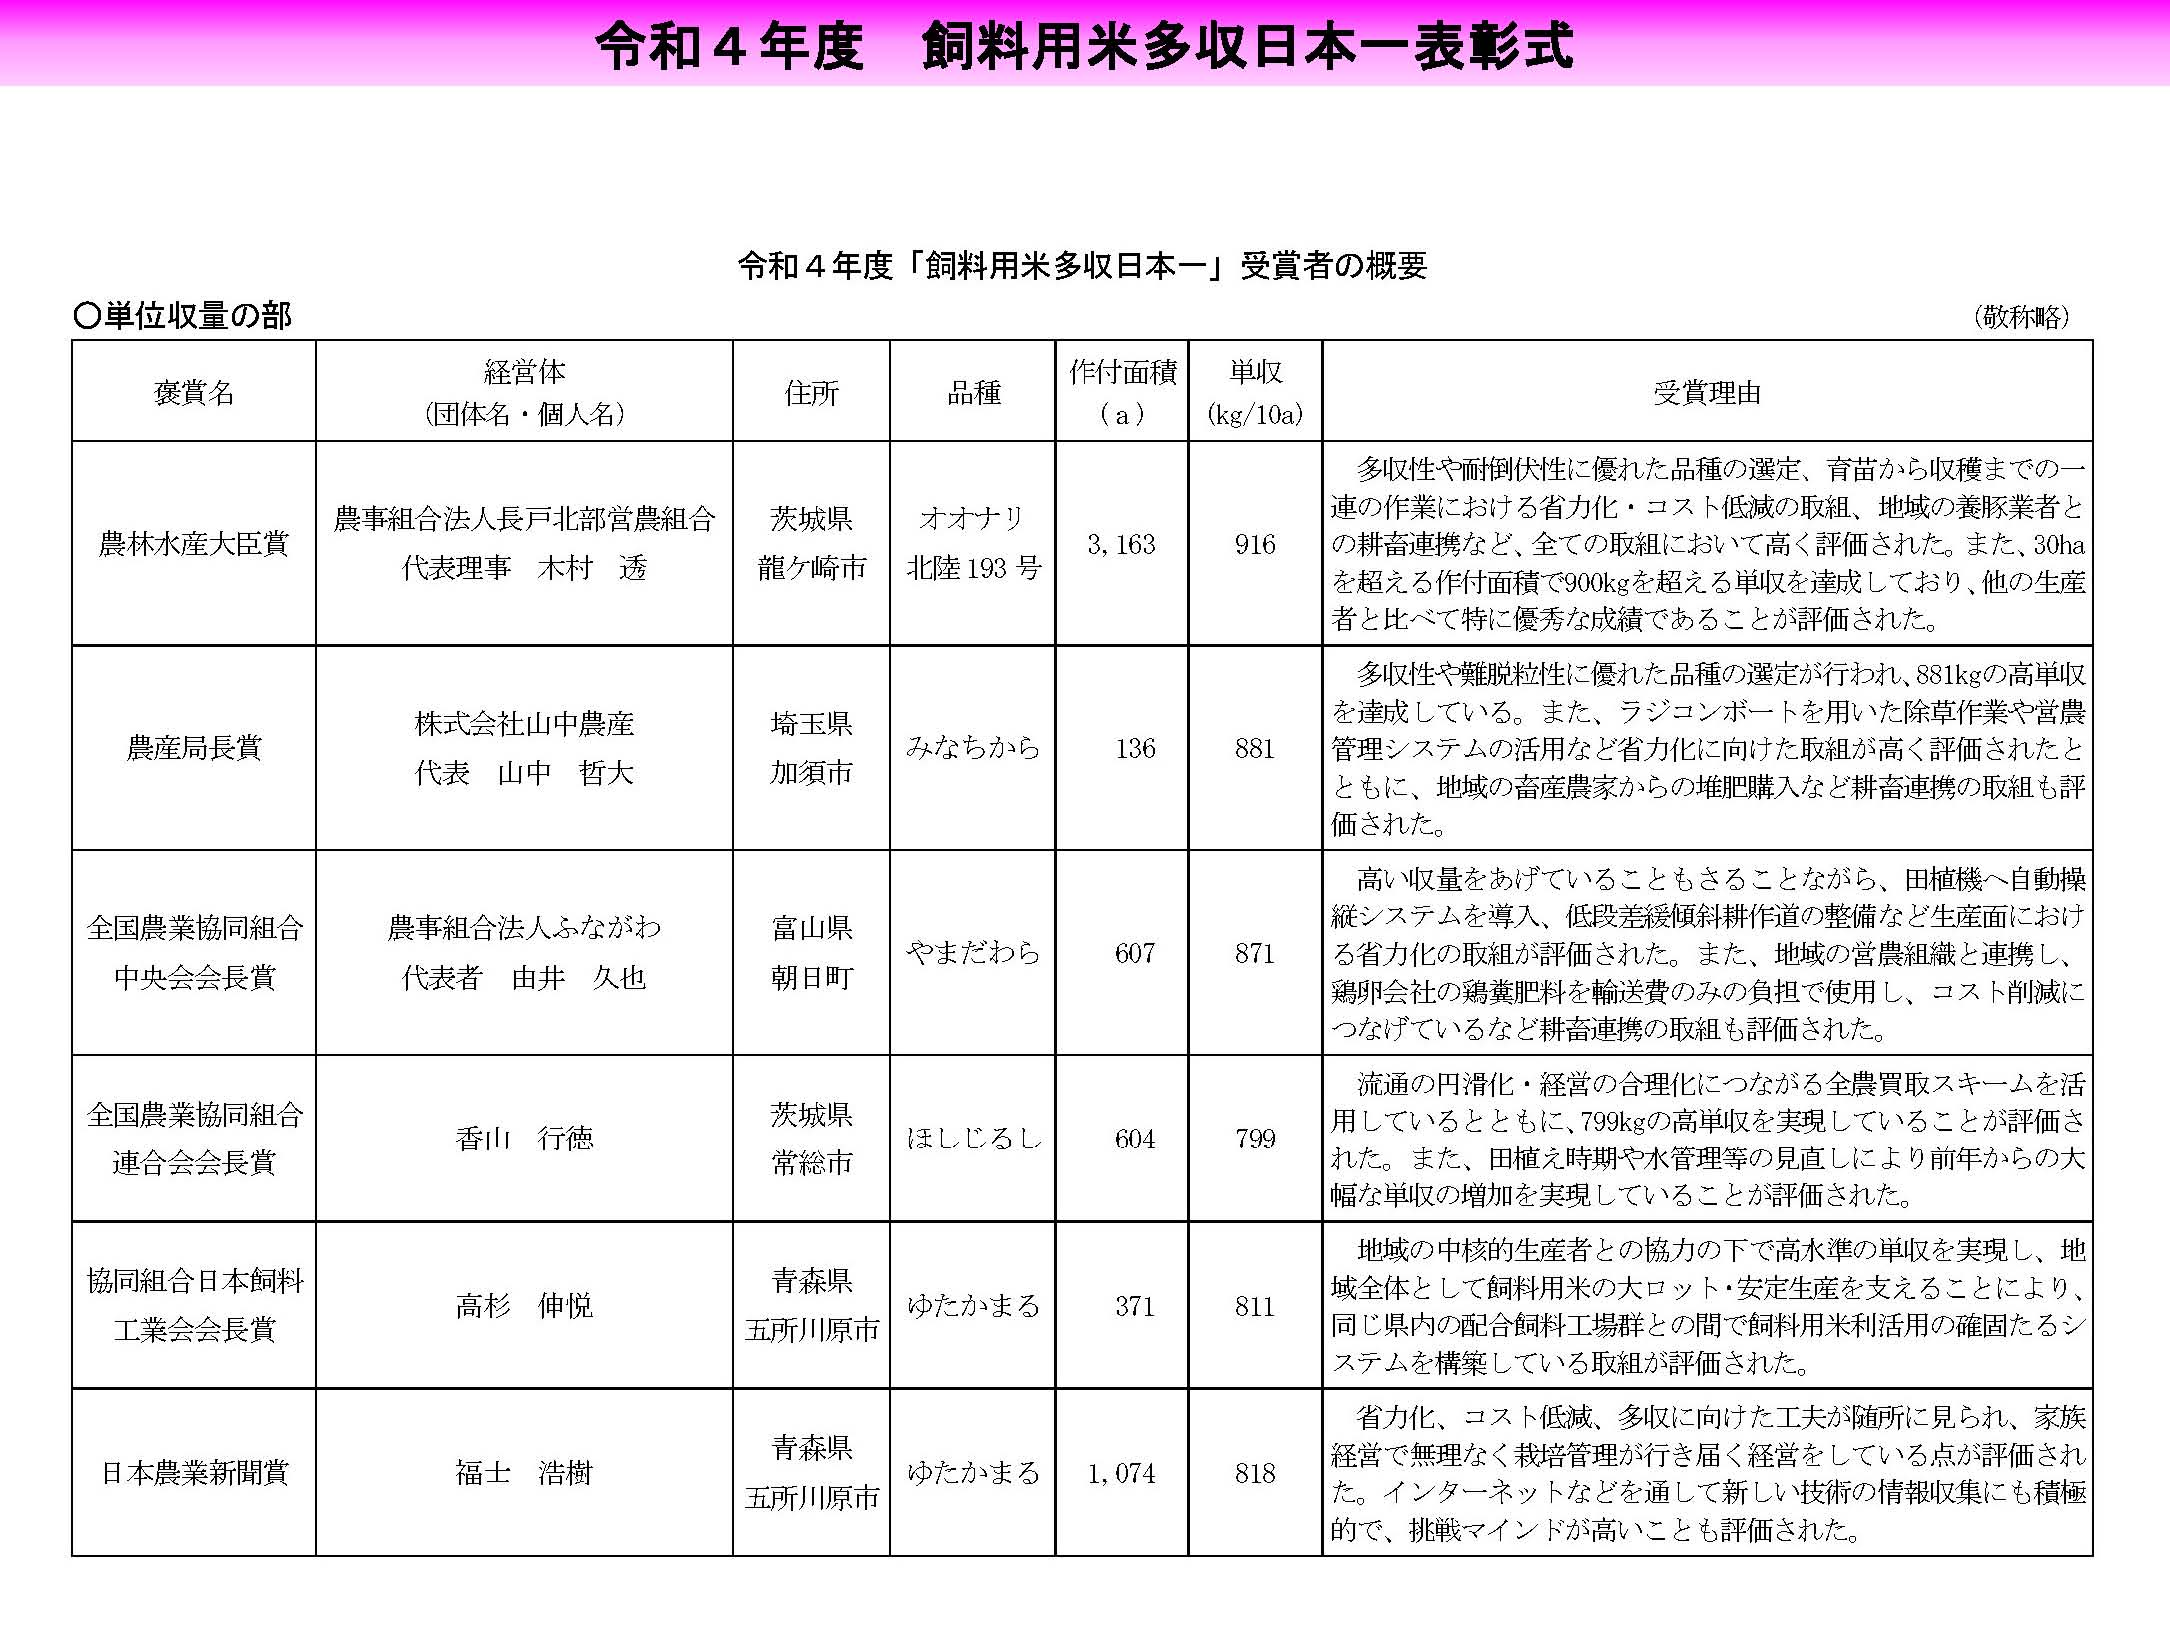 令和４年度　飼料用米多収日本一表彰式
令和４年度「飼料用米多収日本一」受賞者の概要
〇単位収量の部
（敬称略）
褒賞名
経営体
（団体名・個人名）
住所
品種
作付面積
（ａ）
単収
(kg/10a)
受賞理由
農林水産大臣賞
農事組合法人長戸北部営農組合
代表理事　木村　透
茨城県
龍ケ崎市
オオナリ
北陸193号
3,163
916
多収性や耐倒伏性に優れた品種の選定、育苗から収穫までの一
連の作業における省力化・コスト低減の取組、地域の養豚業者と
の耕畜連携など、全ての取組において高く評価された。また、30ha
を超える作付面積で900kgを超える単収を達成しており、他の生産
者と比べて特に優秀な成績であることが評価された。
農産局長賞
株式会社山中農産
代表　山中　哲大
埼玉県
加須市
みなちから
136
881
多収性や難脱粒性に優れた品種の選定が行われ、881kgの高単収
を達成している。また、ラジコンボートを用いた除草作業や営農
管理システムの活用など省力化に向けた取組が高く評価されたと
ともに、地域の畜産農家からの堆肥購入など耕畜連携の取組も評
価された。
全国農業協同組合
中央会会長賞
農事組合法人ふながわ
代表者　由井　久也
富山県
朝日町
やまだわら
607
871
高い収量をあげていることもさることながら、田植機へ自動操
縦システムを導入、低段差緩傾斜耕作道の整備など生産面におけ
る省力化の取組が評価された。また、地域の営農組織と連携し、
鶏卵会社の鶏糞肥料を輸送費のみの負担で使用し、コスト削減に
つなげているなど耕畜連携の取組も評価された。
全国農業協同組合
連合会会長賞
香山　行徳
茨城県
常総市
ほしじるし
604
799
流通の円滑化・経営の合理化につながる全農買取スキームを活
用しているとともに、799kgの高単収を実現していることが評価さ
れた。また、田植え時期や水管理等の見直しにより前年からの大
幅な単収の増加を実現していることが評価された。
協同組合日本飼料
工業会会長賞
高杉　伸悦
青森県
五所川原市
ゆたかまる
371
811
地域の中核的生産者との協力の下で高水準の単収を実現し、地
域全体として飼料用米の大ロット・安定生産を支えることにより、
同じ県内の配合飼料工場群との間で飼料用米利活用の確固たるシ
ステムを構築している取組が評価された。
日本農業新聞賞
福士　浩樹
青森県
五所川原市
ゆたかまる
1,074
818
省力化、コスト低減、多収に向けた工夫が随所に見られ、家族
経営で無理なく栽培管理が行き届く経営をしている点が評価され
た。インターネットなどを通して新しい技術の情報収集にも積極
的で、挑戦マインドが高いことも評価された。